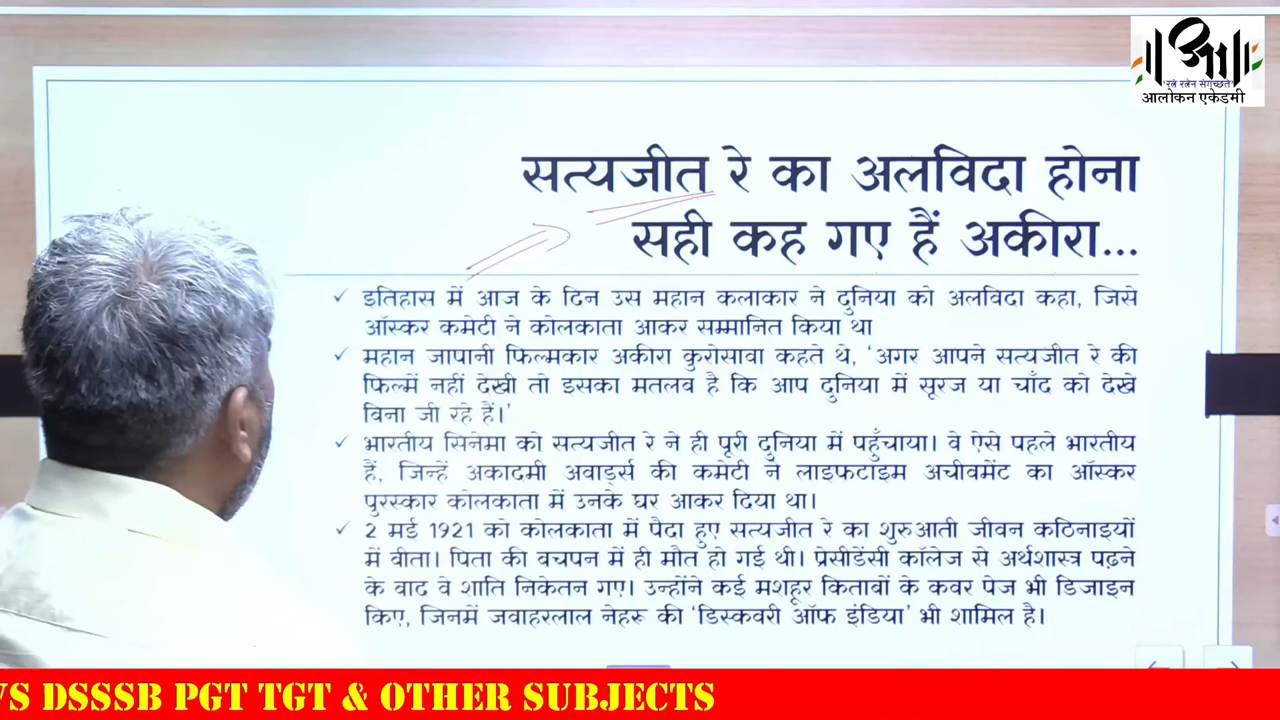 'रत्नं रत्नेन संगच्छते'
आलोकन एकेडमी
सत्यजीत रे का अलविदा होना
सही कह गए हैं अकीरा...
✓ इतिहास में आज के दिन उस महान कलाकार ने दुनिया को अलविदा कहा, जिसे
ऑस्कर कमेटी ने कोलकाता आकर सम्मानित किया था
✓ महान जापानी फिल्मकार अकीरा कुरोसावा कहते थे, 'अगर आपने सत्यजीत रे की
फिल्में नहीं देखी तो इसका मतलब है कि आप दुनिया में सूरज या चाँद को देखे
बिना जी रहे हैं।'
✓ भारतीय सिनेमा को सत्यजीत रे ने ही पूरी दुनिया में पहुँचाया। वे ऐसे पहले भारतीय
हैं, जिन्हें अकादमी अवार्ड्स की कमेटी ने लाइफटाइम अचीवमेंट का ऑस्कर
पुरस्कार कोलकाता में उनके घर आकर दिया था।
✓ 2 मई 1921 को कोलकाता में पैदा हुए सत्यजीत रे का शुरुआती जीवन कठिनाइयों
में बीता। पिता की बचपन में ही मौत हो गई थी। प्रेसीडेंसी कॉलेज से अर्थशास्त्र पढ़ने
के बाद वे शांति निकेतन गए। उन्होंने कई मशहूर किताबों के कवर पेज भी डिजाइन
किए, जिनमें जवाहरलाल नेहरू की 'डिस्कवरी ऑफ इंडिया' भी शामिल है।
VS DSSSB PGT TGT & OTHER SUBJECTS